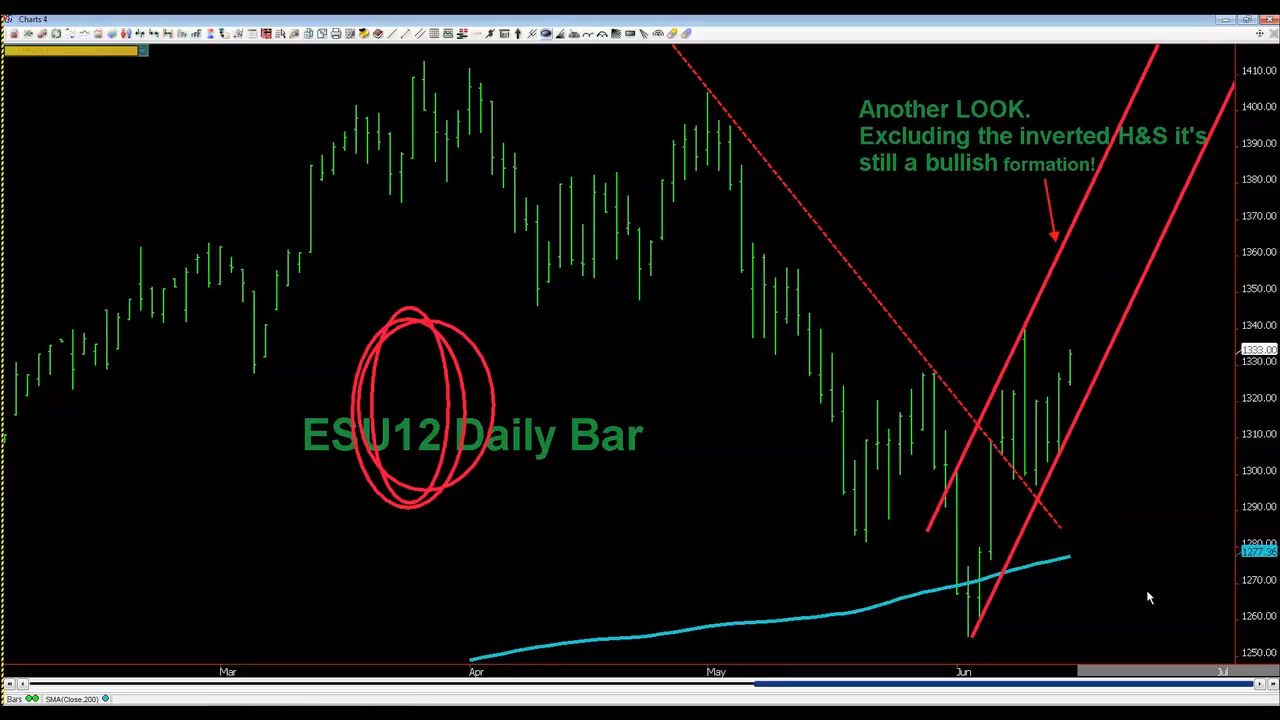 Charts 4
1410.00
Another LOOK.
1400.00
Excluding the inverted H&S it's
1390.00
still a bullish formation!
1380.00
1370.00
1360.00
1350.00
1340.00
1333.00
1330.00
1320.00
ESU12 Daily Bar
1310.00
1300.00
1290.00
1280.00
1277.36
1270.00
1260.00
1250.00
Mar Apr May Jun Jul
Bars SMA(Close,200)